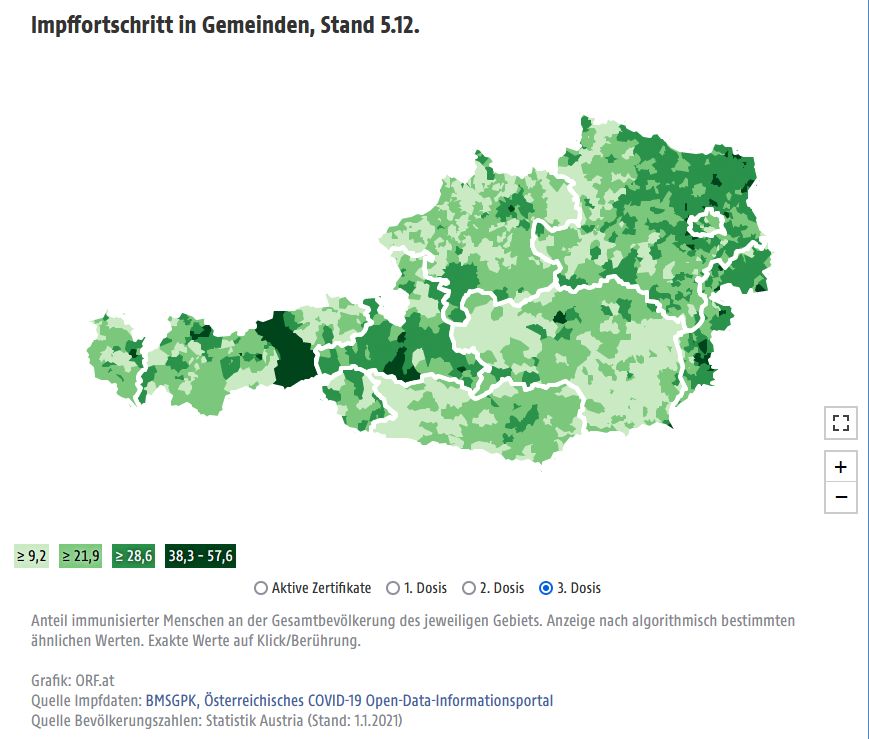 Impffortschritt in Gemeinden, Stand 5.12.
+
−
≥ 9,2 ≥ 21,9 ≥ 28,6 38,3 – 57,6
Aktive Zertifikate 1. Dosis 2. Dosis 3. Dosis
Anteil immunisierter Menschen an der Gesamtbevölkerung des jeweiligen Gebiets. Anzeige nach algorithmisch bestimmten
ähnlichen Werten. Exakte Werte auf Klick/Berührung.
Grafik: ORF.at
Quelle Impfdaten: BMSGPK, Österreichisches COVID-19 Open-Data-Informationsportal
Quelle Bevölkerungszahlen: Statistik Austria (Stand: 1.1.2021)